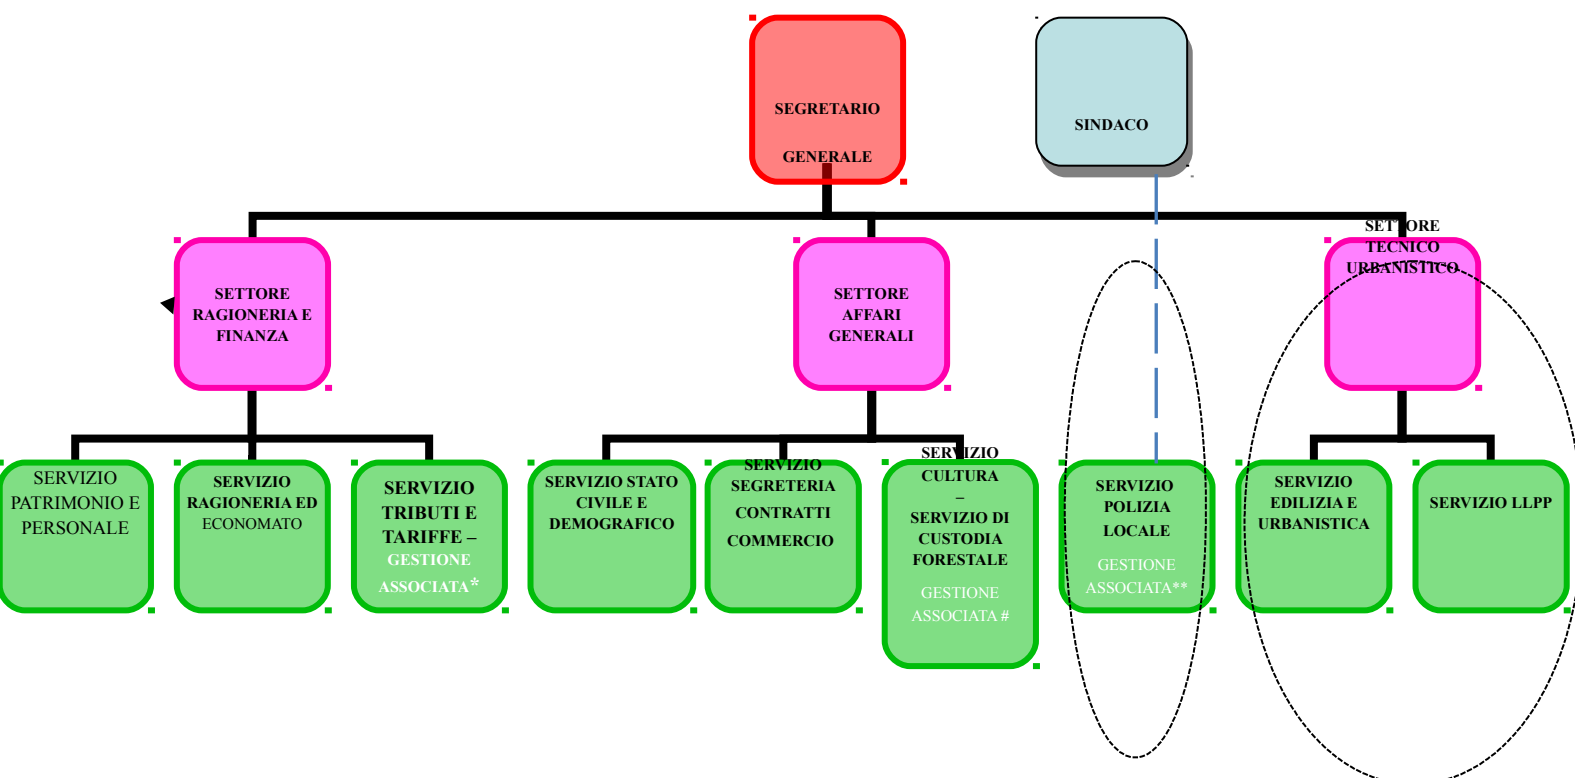 SEGRETARIO
GENERALE
SINDACO
SETTORE
RAGIONERIA E
FINANZA
SETTORE
AFFARI
GENERALI
SETTORE
TECNICO
URBANISTICO
SERVIZIO
PATRIMONIO E
PERSONALE
SERVIZIO
RAGIONERIA ED
ECONOMATO
SERVIZIO
TRIBUTI E
TARIFFE –
GESTIONE
ASSOCIATA*
SERVIZIO STATO
CIVILE E
DEMOGRAFICO
SERVIZIO
SEGRETERIA
CONTRATTI
COMMERCIO
SERVIZIO
CULTURA
–
SERVIZIO DI
CUSTODIA
FORESTALE
GESTIONE
ASSOCIATA #
SERVIZIO
POLIZIA
LOCALE
GESTIONE
ASSOCIATA**
SERVIZIO
EDILIZIA E
URBANISTICA
SERVIZIO LLPP